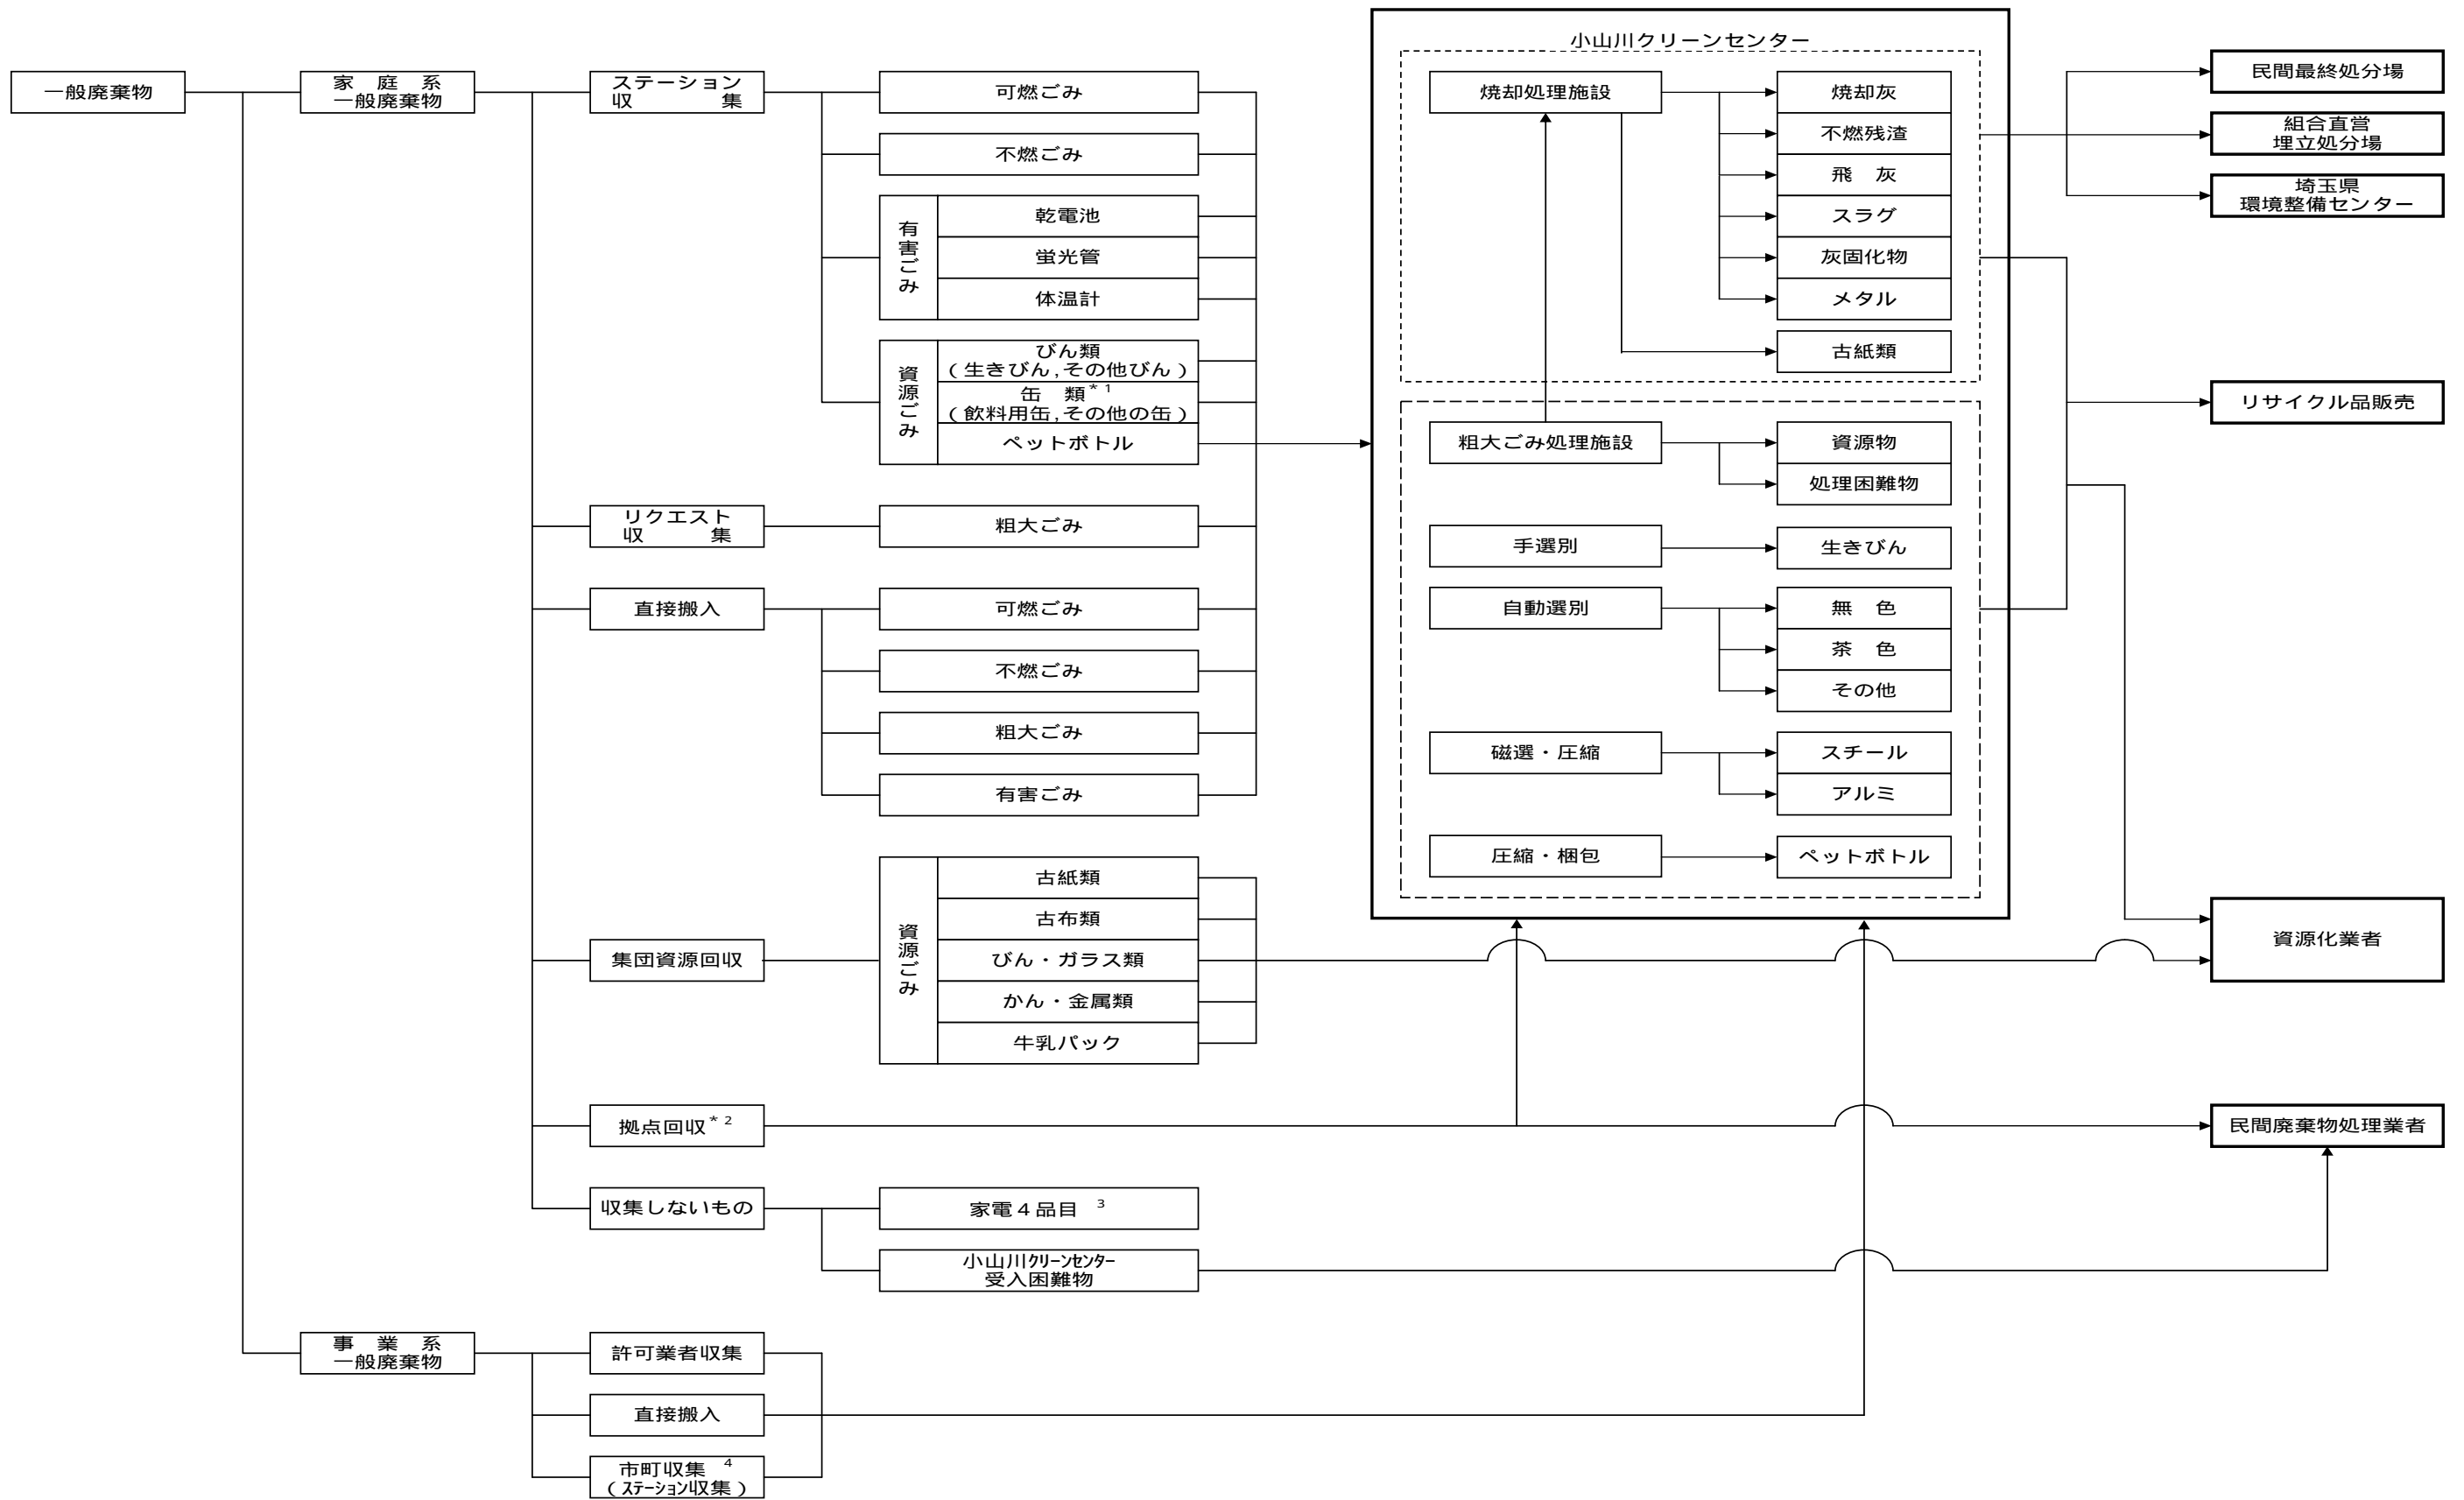 小山川クリーンセンター
一般廃棄物
家　庭　系
一般廃棄物
ステーション
収　　　　集
可燃ごみ
不燃ごみ
有害ごみ
乾電池
蛍光管
体温計
資源ごみ
びん類
(生きびん,その他びん)
缶　類*1
(飲料用缶,その他の缶)
ペットボトル
リクエスト
収　　　集
粗大ごみ
直接搬入
可燃ごみ
不燃ごみ
粗大ごみ
有害ごみ
集団資源回収
資源ごみ
古紙類
古布類
びん・ガラス類
かん・金属類
牛乳パック
拠点回収*2
収集しないもの
家電4品目　3
小山川ｸﾘｰﾝｾﾝﾀｰ
受入困難物
事　業　系
一般廃棄物
許可業者収集
直接搬入
市町収集　4
(ｽﾃｰｼｮﾝ収集)
焼却処理施設
焼却灰
不燃残渣
飛　灰
スラグ
灰固化物
メタル
古紙類
粗大ごみ処理施設
資源物
処理困難物
手選別
生きびん
自動選別
無　色
茶　色
その他
磁選・圧縮
スチール
アルミ
圧縮・梱包
ペットボトル
民間最終処分場
組合直営
埋立処分場
埼玉県
環境整備センター
リサイクル品販売
資源化業者
民間廃棄物処理業者